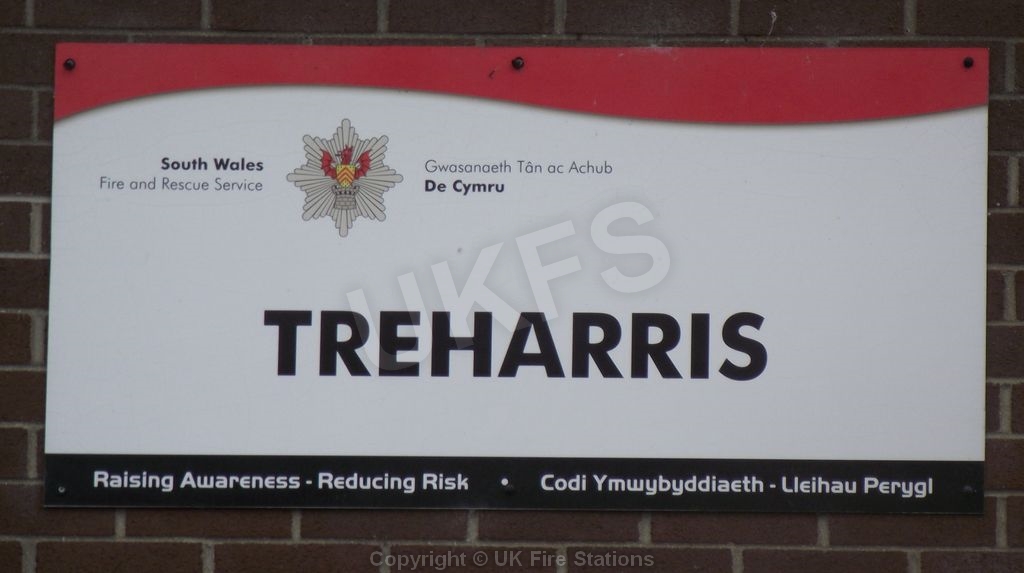 South Wales
Fire and Rescue Service
Gwasanaeth Tân ac Achub
De Cymru
UKFS
TREHARRIS
Raising Awareness - Reducing Risk • Codi Ymwybyddiaeth - Lleihau Perygl
Copyright © UK Fire Stations